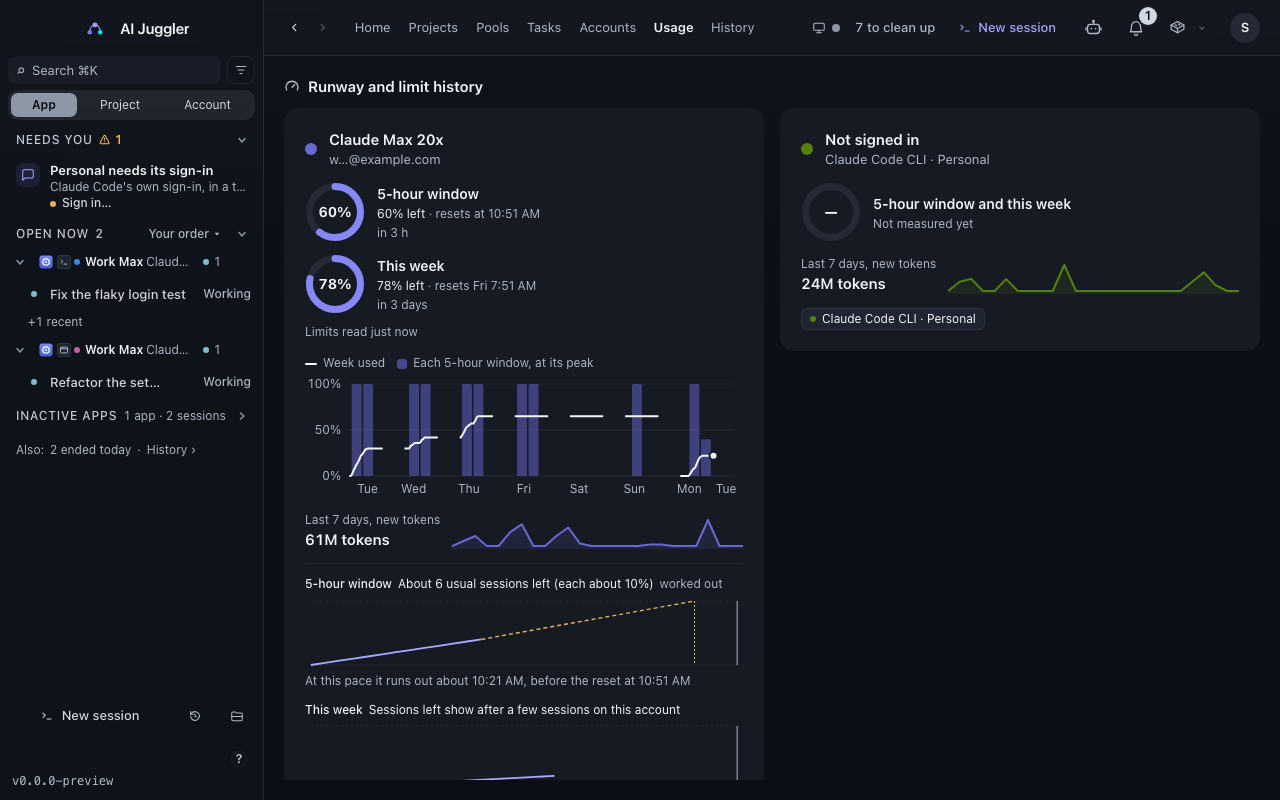 AI Juggler
Search ⌘K
App Project Account
NEEDS YOU 1
Personal needs its sign-in
Claude Code's own sign-in, in a t...
Sign in...
OPEN NOW 2 Your order
Work Max Claud... 1
Fix the flaky login test Working
+1 recent
Work Max Claud... 1
Refactor the set... Working
INACTIVE APPS 1 app · 2 sessions
Also: 2 ended today · History ›
New session
?
v0.0.0-preview
Home Projects Pools Tasks Accounts Usage History
7 to clean up
New session
1
S
Runway and limit history
Claude Max 20x
w...@example.com
60%
5-hour window
60% left · resets at 10:51 AM
in 3 h
78%
This week
78% left · resets Fri 7:51 AM
in 3 days
Limits read just now
Week used Each 5-hour window, at its peak
100%
50%
0%
Tue Wed Thu Fri Sat Sun Mon Tue
Last 7 days, new tokens
61M tokens
5-hour window About 6 usual sessions left (each about 10%) worked out
At this pace it runs out about 10:21 AM, before the reset at 10:51 AM
This week Sessions left show after a few sessions on this account
Not signed in
Claude Code CLI · Personal
–
5-hour window and this week
Not measured yet
Last 7 days, new tokens
24M tokens
Claude Code CLI · Personal